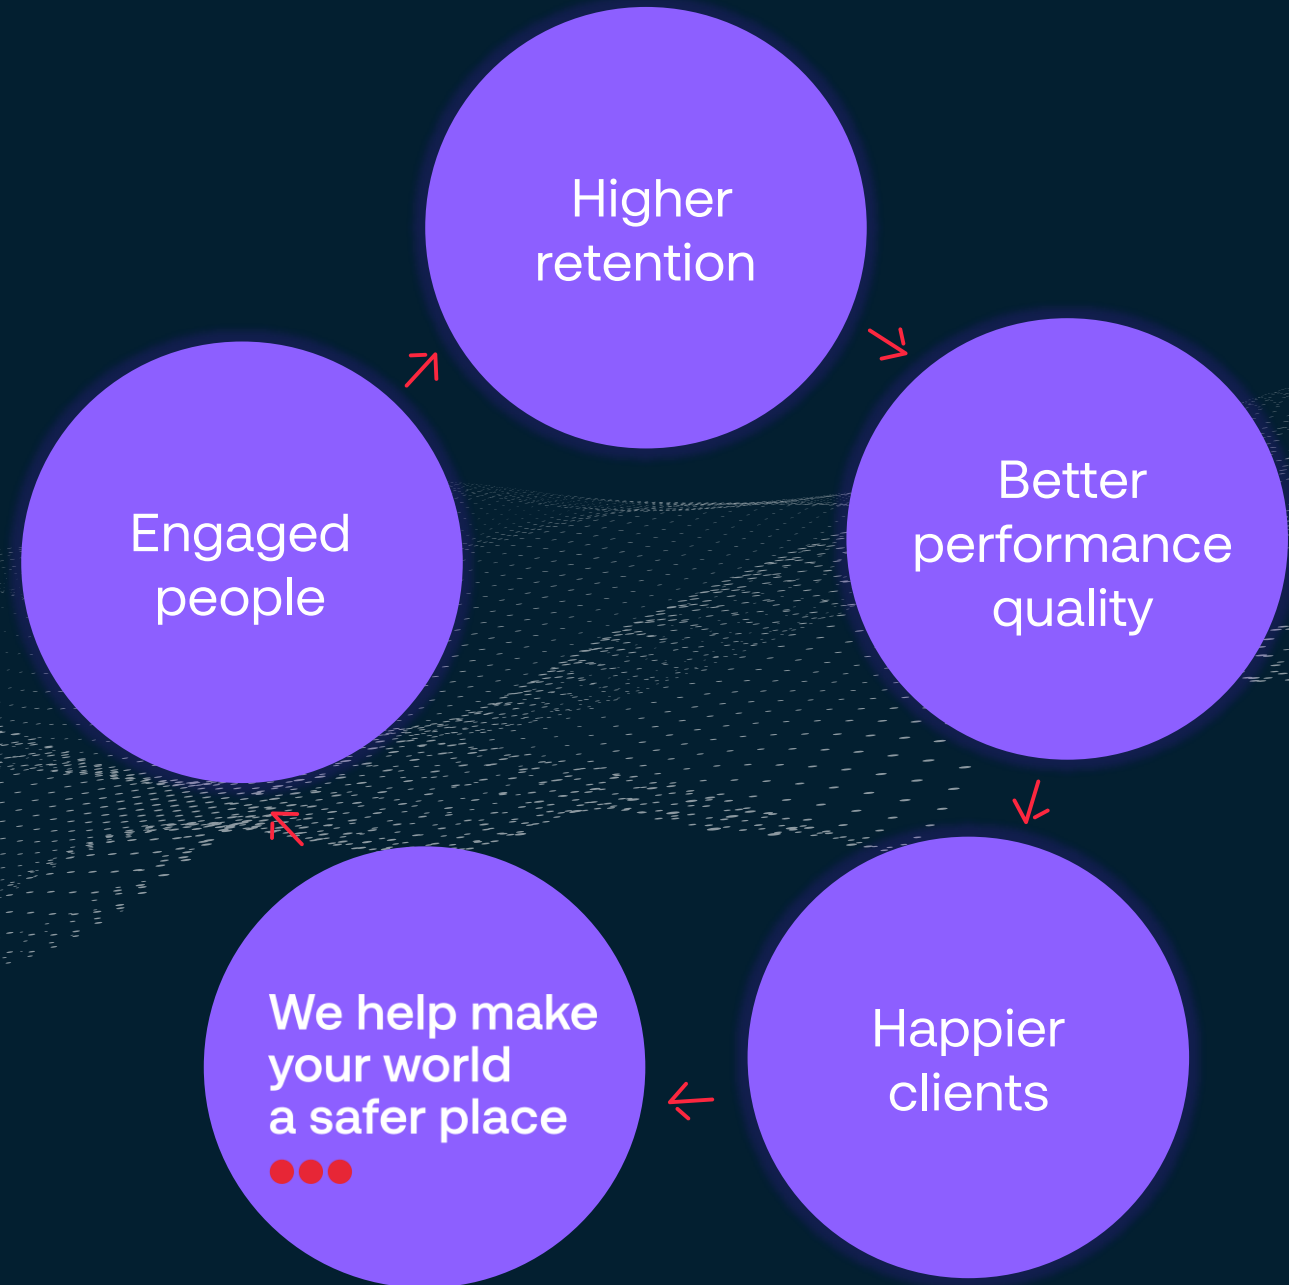 Higher
retention
Better
performance
quality
Engaged
people
Happier
clients
We help make
your world
a safer place